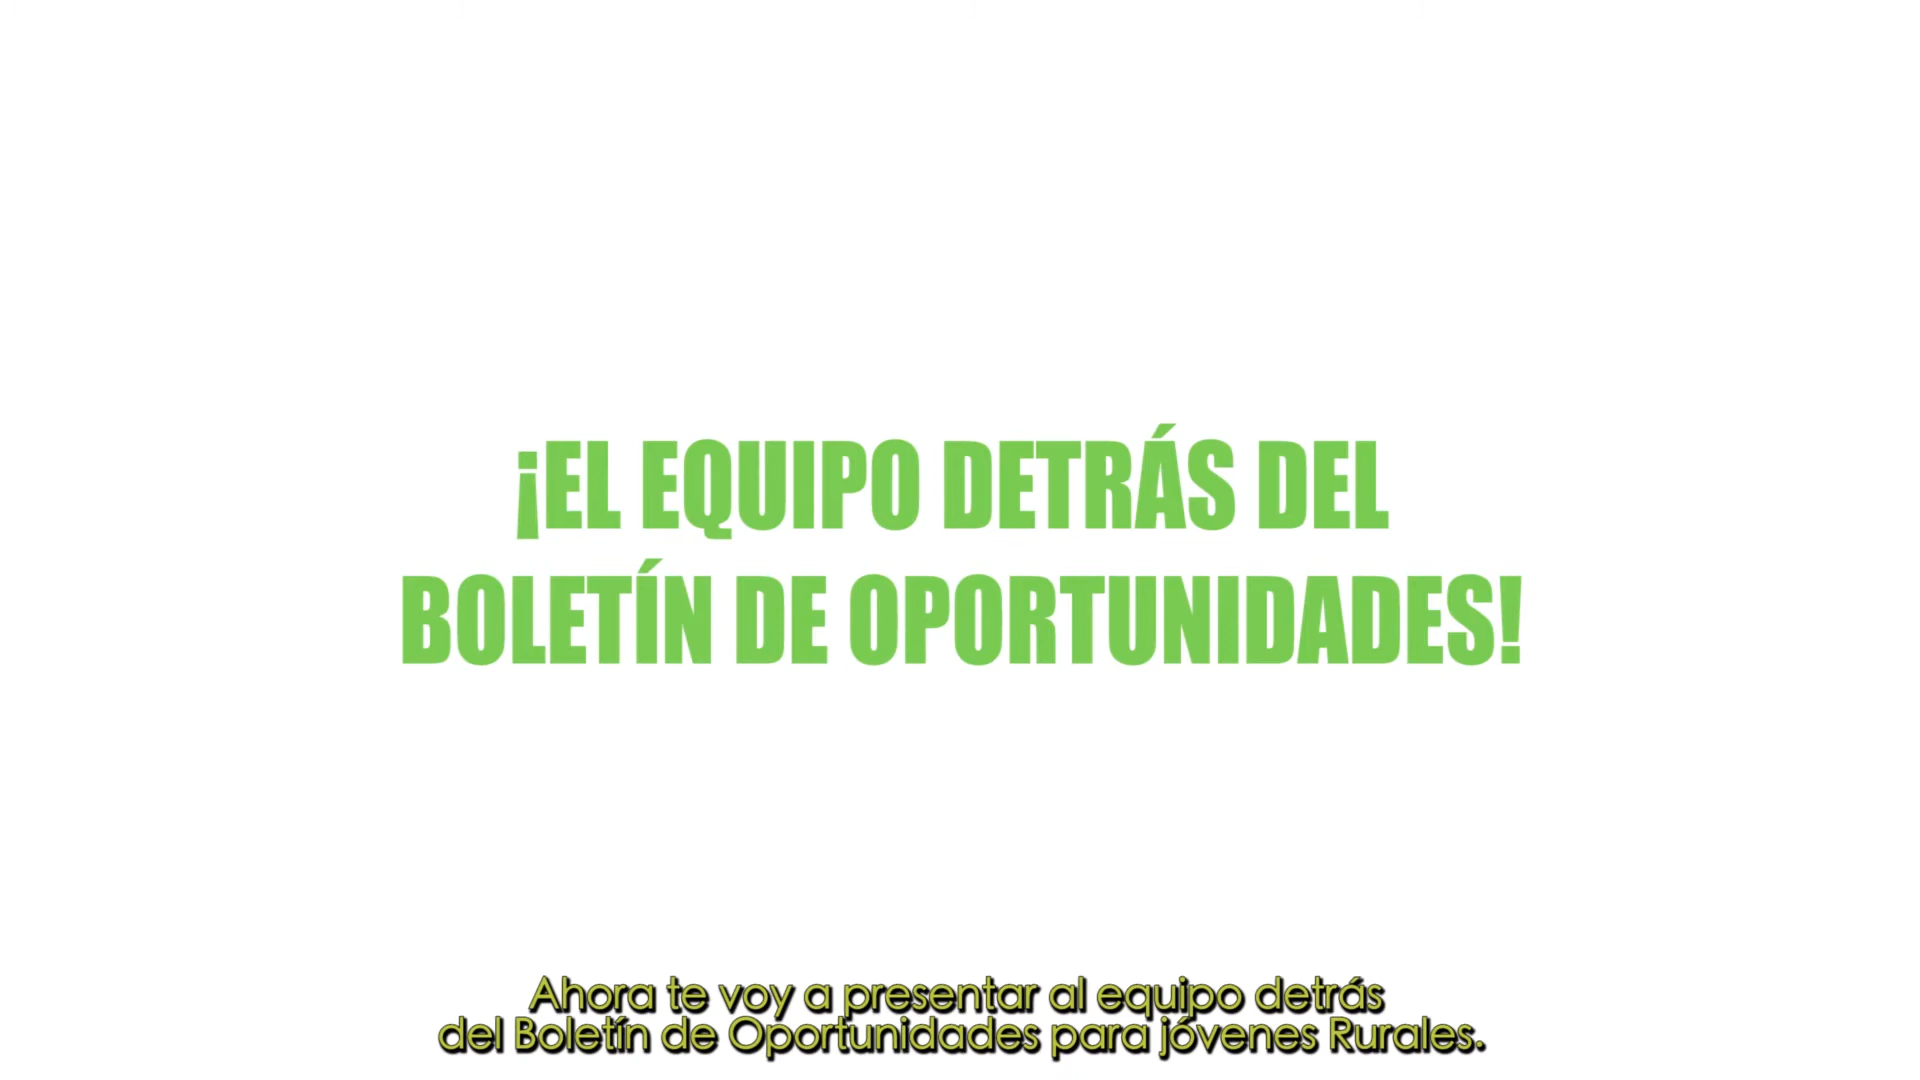 ¡EL EQUIPO DETRÁS DEL
BOLETÍN DE OPORTUNIDADES!
Ahora te voy a presentar al equipo detrás
del Boletín de Oportunidades para jóvenes Rurales.